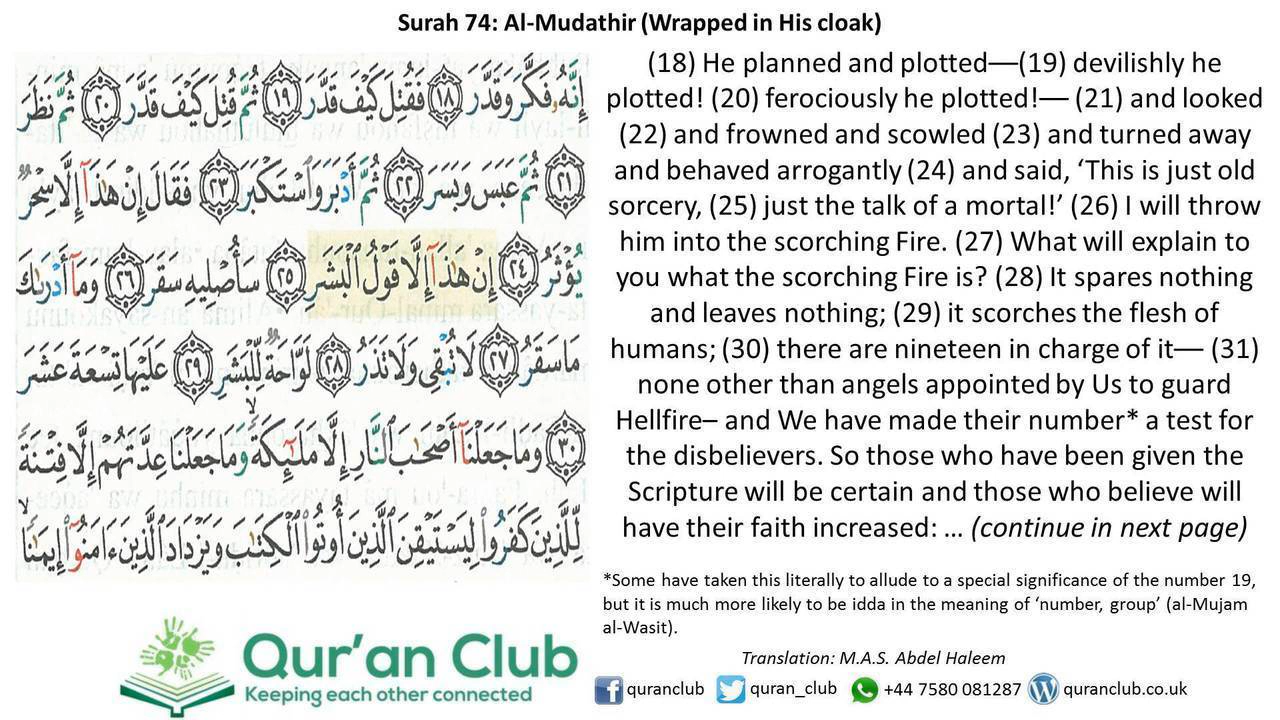 Surah 74: Al-Mudathir (Wrapped in His cloak)
إِنَّهُۥ فَكَّرَ وَقَدَّرَ ١٨ فَقُتِلَ كَيْفَ قَدَّرَ ١٩ ثُمَّ قُتِلَ كَيْفَ قَدَّرَ ٢٠ ثُمَّ نَظَرَ
٢١ ثُمَّ عَبَسَ وَبَسَرَ ٢٢ ثُمَّ أَدْبَرَ وَٱسْتَكْبَرَ ٢٣ فَقَالَ إِنْ هَٰذَآ إِلَّا سِحْرٌ
يُؤْثَرُ ٢٤ إِنْ هَٰذَآ إِلَّا قَوْلُ ٱلْبَشَرِ ٢٥ سَأُصْلِيهِ سَقَرَ ٢٦ وَمَآ أَدْرَىٰكَ
مَا سَقَرُ ٢٧ لَا تُبْقِى وَلَا تَذَرُ ٢٨ لَوَّاحَةٌ لِّلْبَشَرِ ٢٩ عَلَيْهَا تِسْعَةَ عَشَرَ
٣٠ وَمَا جَعَلْنَآ أَصْحَٰبَ ٱلنَّارِ إِلَّا مَلَٰٓئِكَةً وَمَا جَعَلْنَا عِدَّتَهُمْ إِلَّا فِتْنَةً
لِّلَّذِينَ كَفَرُوا۟ لِيَسْتَيْقِنَ ٱلَّذِينَ أُوتُوا۟ ٱلْكِتَٰبَ وَيَزْدَادَ ٱلَّذِينَ ءَامَنُوٓا۟ إِيمَٰنًا
(18) He planned and plotted––(19) devilishly he
plotted! (20) ferociously he plotted!–– (21) and looked
(22) and frowned and scowled (23) and turned away
and behaved arrogantly (24) and said, ‘This is just old
sorcery, (25) just the talk of a mortal!’ (26) I will throw
him into the scorching Fire. (27) What will explain to
you what the scorching Fire is? (28) It spares nothing
and leaves nothing; (29) it scorches the flesh of
humans; (30) there are nineteen in charge of it–– (31)
none other than angels appointed by Us to guard
Hellfire– and We have made their number* a test for
the disbelievers. So those who have been given the
Scripture will be certain and those who believe will
have their faith increased: … (continue in next page)
*Some have taken this literally to allude to a special significance of the number 19,
but it is much more likely to be idda in the meaning of ‘number, group’ (al-Mujam
al-Wasit).
Translation: M.A.S. Abdel Haleem
quranclub quran_club +44 7580 081287 quranclub.co.uk
Qur’an Club
Keeping each other connected